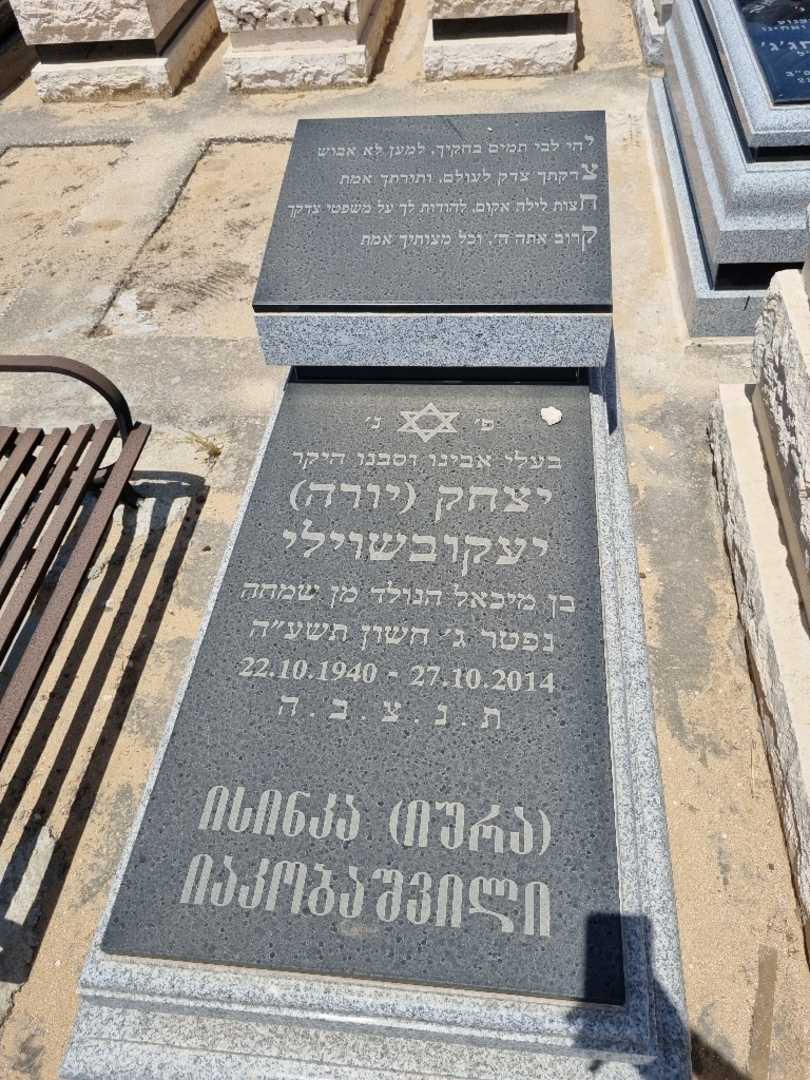 יהי לבי תמים בחקיך, למען לא אבוש
צדקתך צדק לעולם, ותורתך אמת
חצות לילה אקום, להודות לך על משפטי צדקך
קרוב אתה ה׳, וכל מצותיך אמת
פ׳ נ׳
בעלי אבינו וסבנו היקר
יצחק (יורה)
יעקובשוילי
בן מיכאל הנולד מן שמחה
נפטר ג׳ חשון תשע״ה
22.10.1940 - 27.10.2014
ת . נ . צ . ב . ה
ისინკა (იურა)
იაკობაშვილი